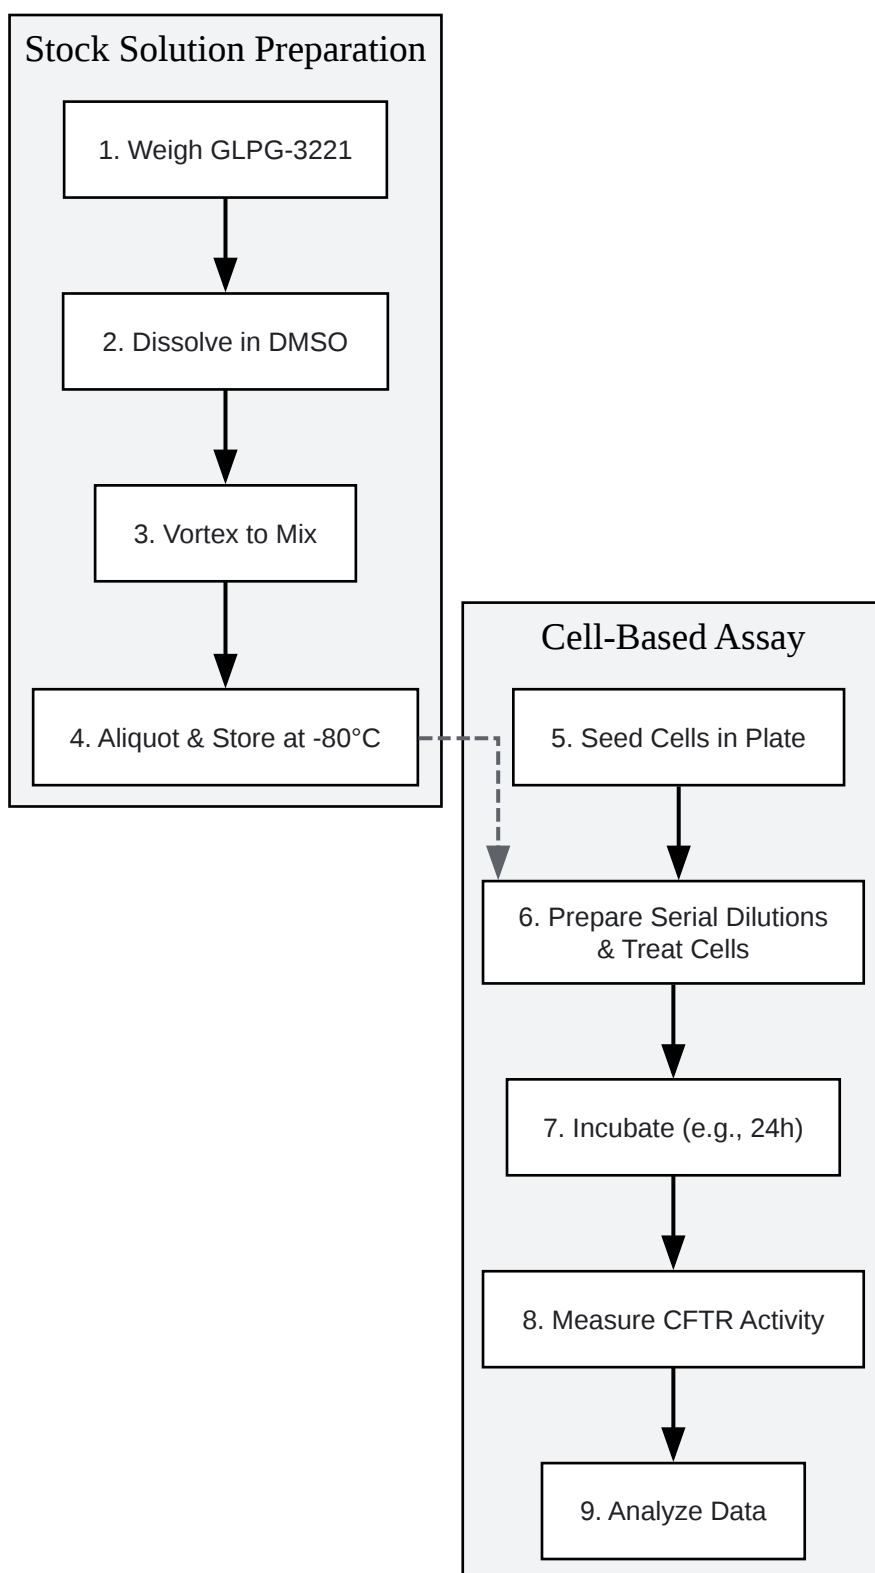 Stock Solution Preparation
1. Weigh GLPG-3221
2. Dissolve in DMSO
3. Vortex to Mix
4. Aliquot & Store at -80°C
Cell-Based Assay
5. Seed Cells in Plate
6. Prepare Serial Dilutions
& Treat Cells
7. Incubate (e.g., 24h)
8. Measure CFTR Activity
9. Analyze Data